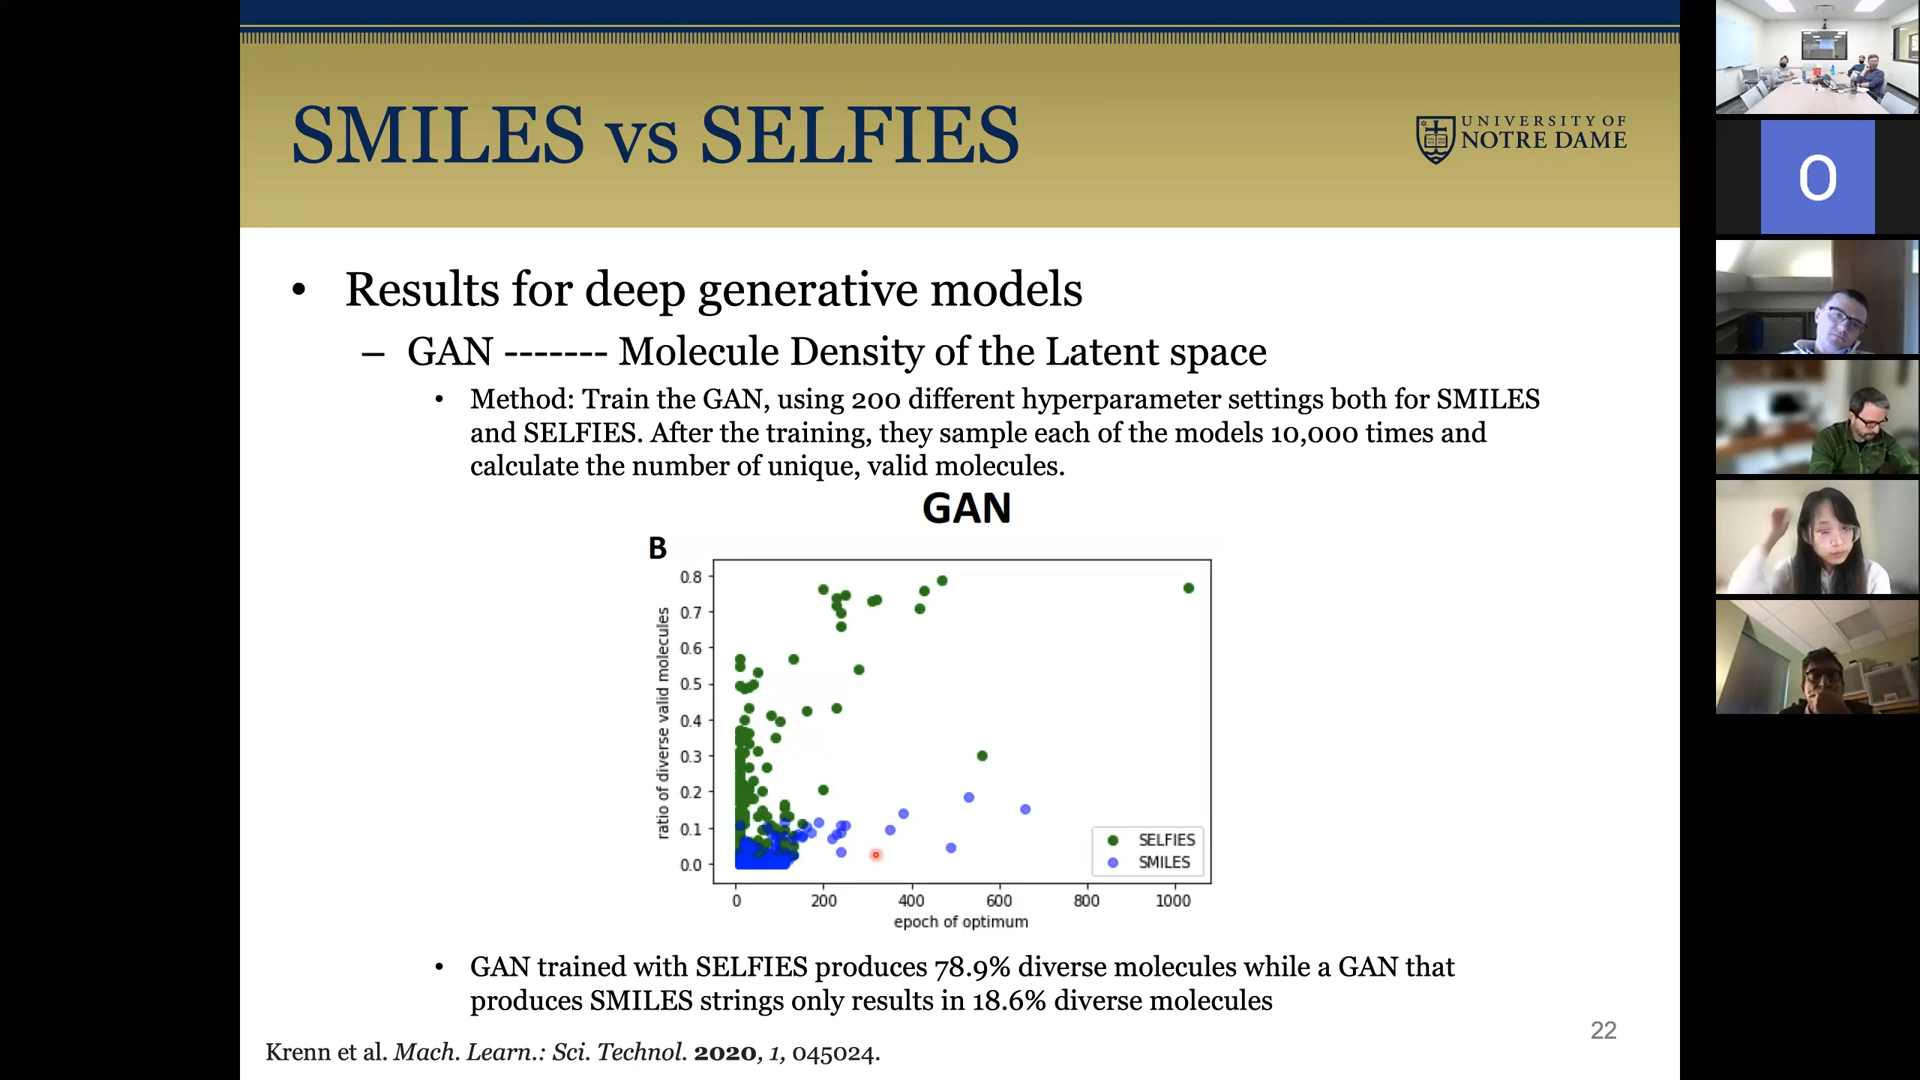 SMILES vs SELFIES
UNIVERSITY OF
NOTRE DAME
O
• Results for deep generative models
– GAN ------- Molecule Density of the Latent space
• Method: Train the GAN, using 200 different hyperparameter settings both for SMILES
and SELFIES. After the training, they sample each of the models 10,000 times and
calculate the number of unique, valid molecules.
GAN
B
ratio of diverse valid molecules
0.8
0.7
0.6
0.5
0.4
0.3
0.2
0.1
0.0
SELFIES
SMILES
0 200 400 600 800 1000
epoch of optimum
• GAN trained with SELFIES produces 78.9% diverse molecules while a GAN that
produces SMILES strings only results in 18.6% diverse molecules
22
Krenn et al. Mach. Learn.: Sci. Technol. 2020, 1, 045024.